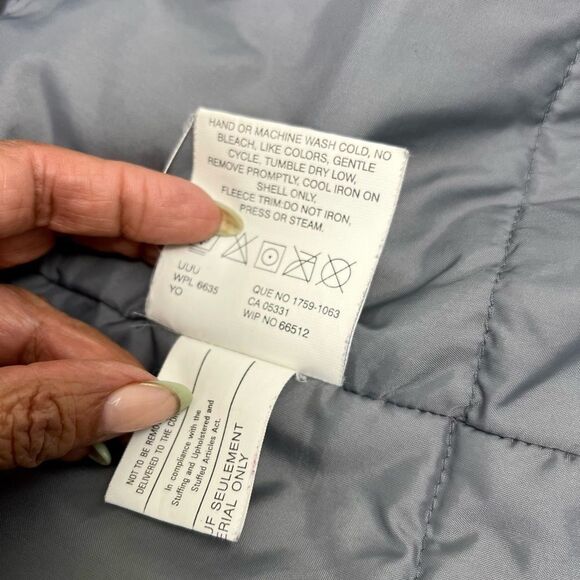 HAND OR MACHINE WASH COLD, NO
BLEACH, LIKE COLORS, GENTLE
CYCLE, TUMBLE DRY LOW,
REMOVE PROMPTLY, COOL IRON ON
SHELL ONLY,
FLEECE TRIM:DO NOT IRON,
PRESS OR STEAM.
UUU
WPL 6635
YO
QUE NO 1759-1063
CA 05331
WIP NO 66512
NOT TO BE
DELIVERED TO THE
In compliance with the
Stuffing and Upholstered and
Stuffed Articles Act.
SEULEMENT
ONLY